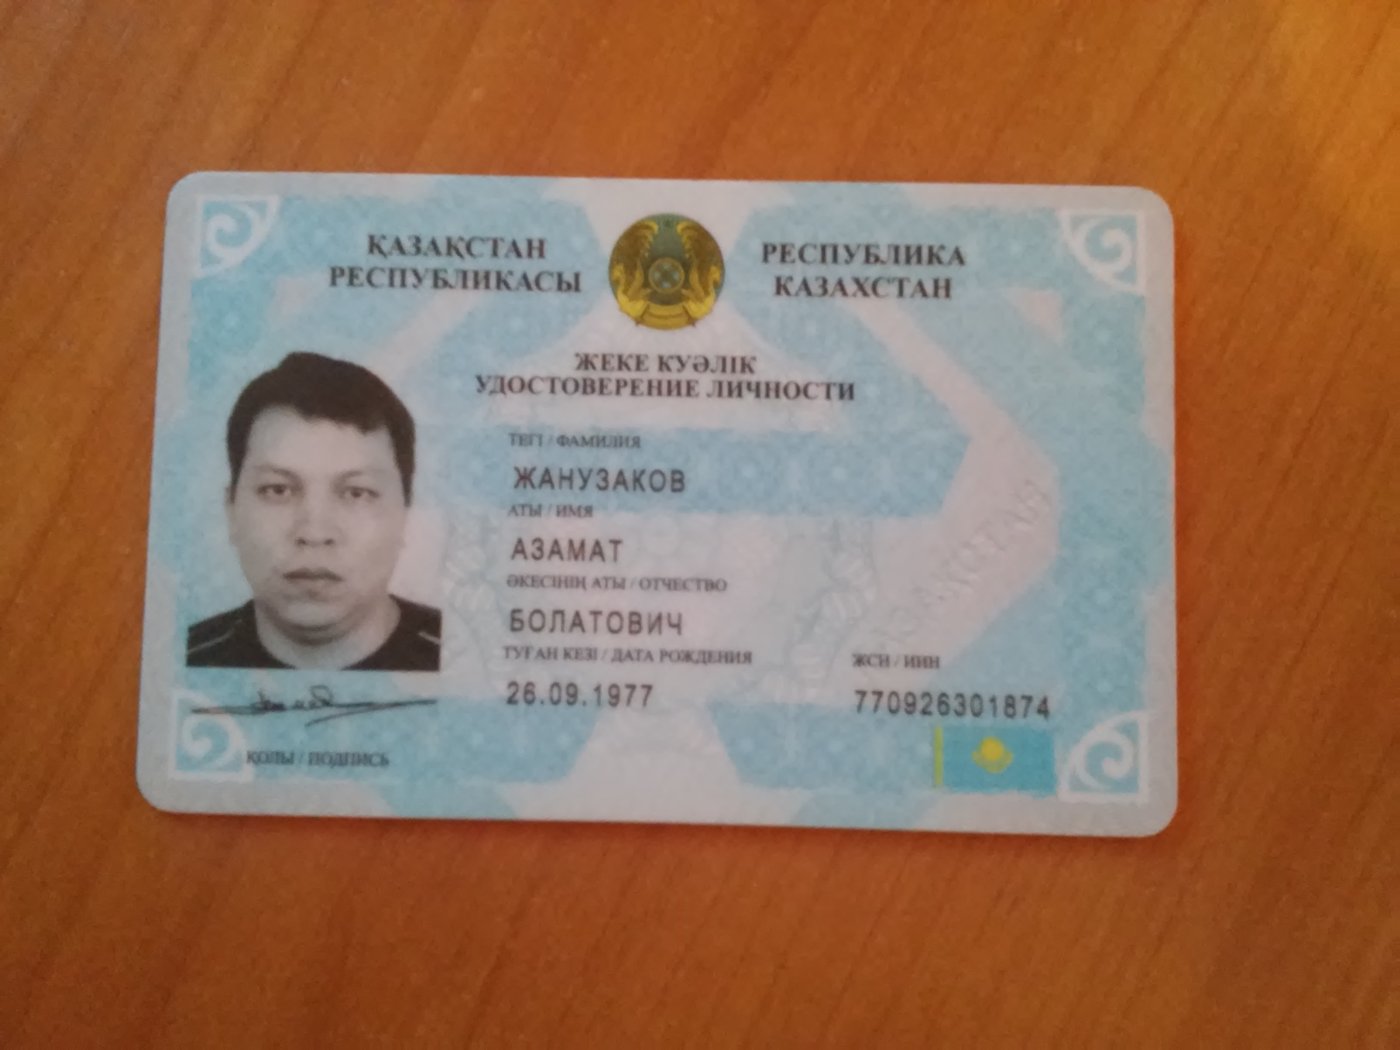 ҚАЗАҚСТАН
РЕСПУБЛИКАСЫ
РЕСПУБЛИКА
КАЗАХСТАН
ЖЕКЕ КУӘЛІК
УДОСТОВЕРЕНИЕ ЛИЧНОСТИ
ТЕГІ / ФАМИЛИЯ
ЖАНУЗАКОВ
АТЫ / ИМЯ
АЗАМАТ
ӘКЕСІНІҢ АТЫ / ОТЧЕСТВО
БОЛАТОВИЧ
ТУҒАН КЕЗІ / ДАТА РОЖДЕНИЯ
26.09.1977
ЖСН / ИИН
770926301874
ҚОЛЫ / ПОДПИСЬ
ҚАЗАҚСТАН